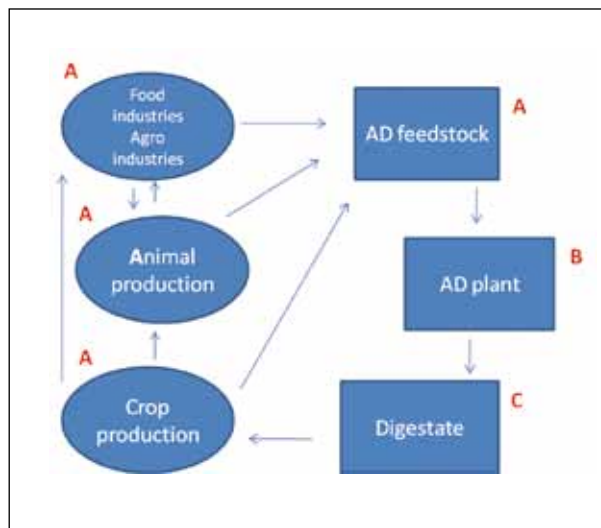 A
Food
industries
Agro
industries
AD feedstock
A
A
Animal
production
AD plant
B
A
Crop
production
Digestate
C